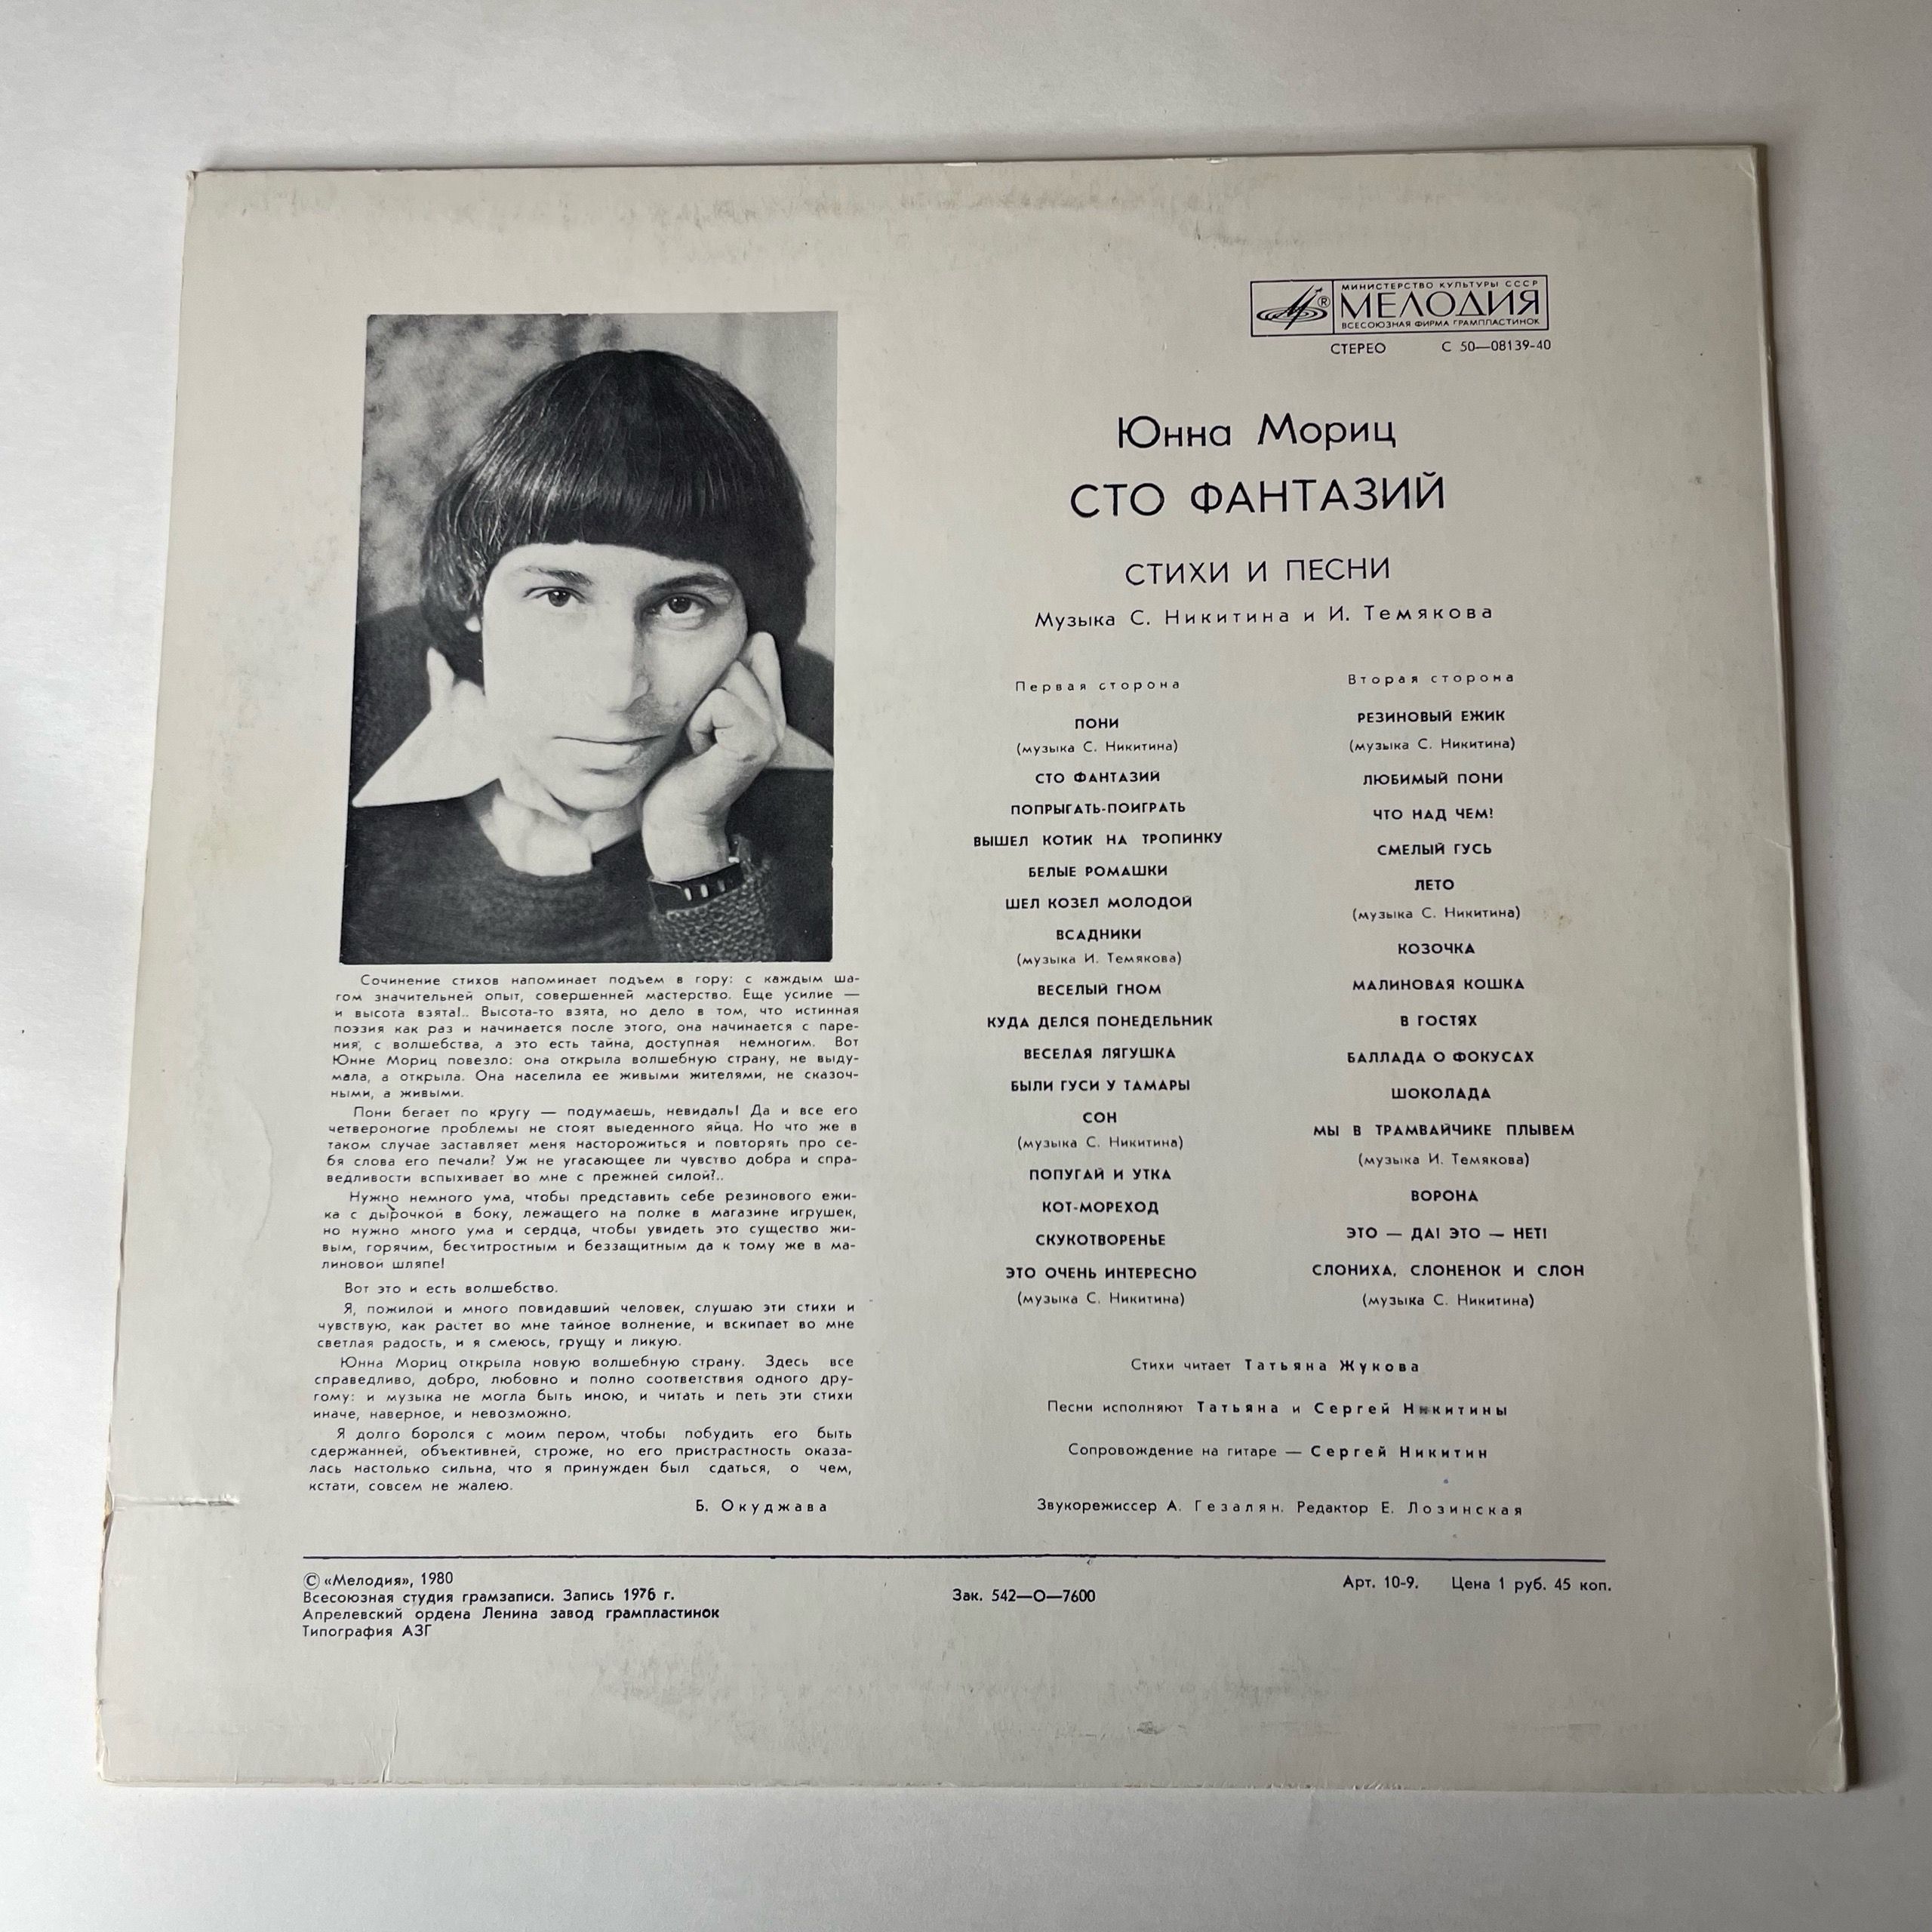 МИНИСТЕРСТВО КУЛЬТУРЫ СССР
МЕЛОДИЯ
ВСЕСОЮЗНАЯ ФИРМА ГРАМПЛАСТИНОК
СТЕРЕО С 50—08139-40
Юнна Мориц
СТО ФАНТАЗИЙ
СТИХИ И ПЕСНИ
Музыка С. Никитина и И. Темякова
Первая сторона
ПОНИ
(музыка С. Никитина)
СТО ФАНТАЗИЙ
ПОПРЫГАТЬ-ПОИГРАТЬ
ВЫШЕЛ КОТИК НА ТРОПИНКУ
БЕЛЫЕ РОМАШКИ
ШЕЛ КОЗЕЛ МОЛОДОЙ
ВСАДНИКИ
(музыка И. Темякова)
ВЕСЕЛЫЙ ГНОМ
КУДА ДЕЛСЯ ПОНЕДЕЛЬНИК
ВЕСЕЛАЯ ЛЯГУШКА
БЫЛИ ГУСИ У ТАМАРЫ
СОН
(музыка С. Никитина)
ПОПУГАЙ И УТКА
КОТ-МОРЕХОД
СКУКОТВОРЕНЬЕ
ЭТО ОЧЕНЬ ИНТЕРЕСНО
(музыка С. Никитина)
Вторая сторона
РЕЗИНОВЫЙ ЕЖИК
(музыка С. Никитина)
ЛЮБИМЫЙ ПОНИ
ЧТО НАД ЧЕМ!
СМЕЛЫЙ ГУСЬ
ЛЕТО
(музыка С. Никитина)
КОЗОЧКА
МАЛИНОВАЯ КОШКА
В ГОСТЯХ
БАЛЛАДА О ФОКУСАХ
ШОКОЛАДА
МЫ В ТРАМВАЙЧИКЕ ПЛЫВЕМ
(музыка И. Темякова)
ВОРОНА
ЭТО — ДА! ЭТО — НЕТ!
СЛОНИХА, СЛОНЕНОК И СЛОН
(музыка С. Никитина)
Стихи читает Татьяна Жукова
Песни исполняют Татьяна и Сергей Никитины
Сопровождение на гитаре — Сергей Никитин
Звукорежиссер А. Гезалян. Редактор Е. Лозинская
Сочинение стихов напоминает подъем в гору: с каждым ша-
гом значительней опыт, совершенней мастерство. Еще усилие —
и высота взята!.. Высота-то взята, но дело в том, что истинная
поэзия как раз и начинается после этого, она начинается с паре-
ния, с волшебства, а это есть тайна, доступная немногим. Вот
Юнне Мориц повезло: она открыла волшебную страну, не выду-
мала, а открыла. Она населила ее живыми жителями, не сказоч-
ными, а живыми.
Пони бегает по кругу — подумаешь, невидаль! Да и все его
четвероногие проблемы не стоят выеденного яйца. Но что же в
таком случае заставляет меня насторожиться и повторять про се-
бя слова его печали? Уж не угасающее ли чувство добра и спра-
ведливости вспыхивает во мне с прежней силой?..
Нужно немного ума, чтобы представить себе резинового ежи-
ка с дырочкой в боку, лежащего на полке в магазине игрушек,
но нужно много ума и сердца, чтобы увидеть это существо жи-
вым, горячим, бесхитростным и беззащитным да к тому же в ма-
линовой шляпе!
Вот это и есть волшебство.
Я, пожилой и много повидавший человек, слушаю эти стихи и
чувствую, как растет во мне тайное волнение, и вскипает во мне
светлая радость, и я смеюсь, грущу и ликую.
Юнна Мориц открыла новую волшебную страну. Здесь все
справедливо, добро, любовно и полно соответствия одного дру-
гому: и музыка не могла быть иною, и читать и петь эти стихи
иначе, наверное, и невозможно.
Я долго боролся с моим пером, чтобы побудить его быть
сдержанней, объективней, строже, но его пристрастность оказа-
лась настолько сильна, что я принужден был сдаться, о чем,
кстати, совсем не жалею.
Б. Окуджава
© «Мелодия», 1980
Всесоюзная студия грамзаписи. Запись 1976 г.
Апрелевский ордена Ленина завод грампластинок
Типография АЗГ
Зак. 542—О—7600
Арт. 10-9. Цена 1 руб. 45 коп.